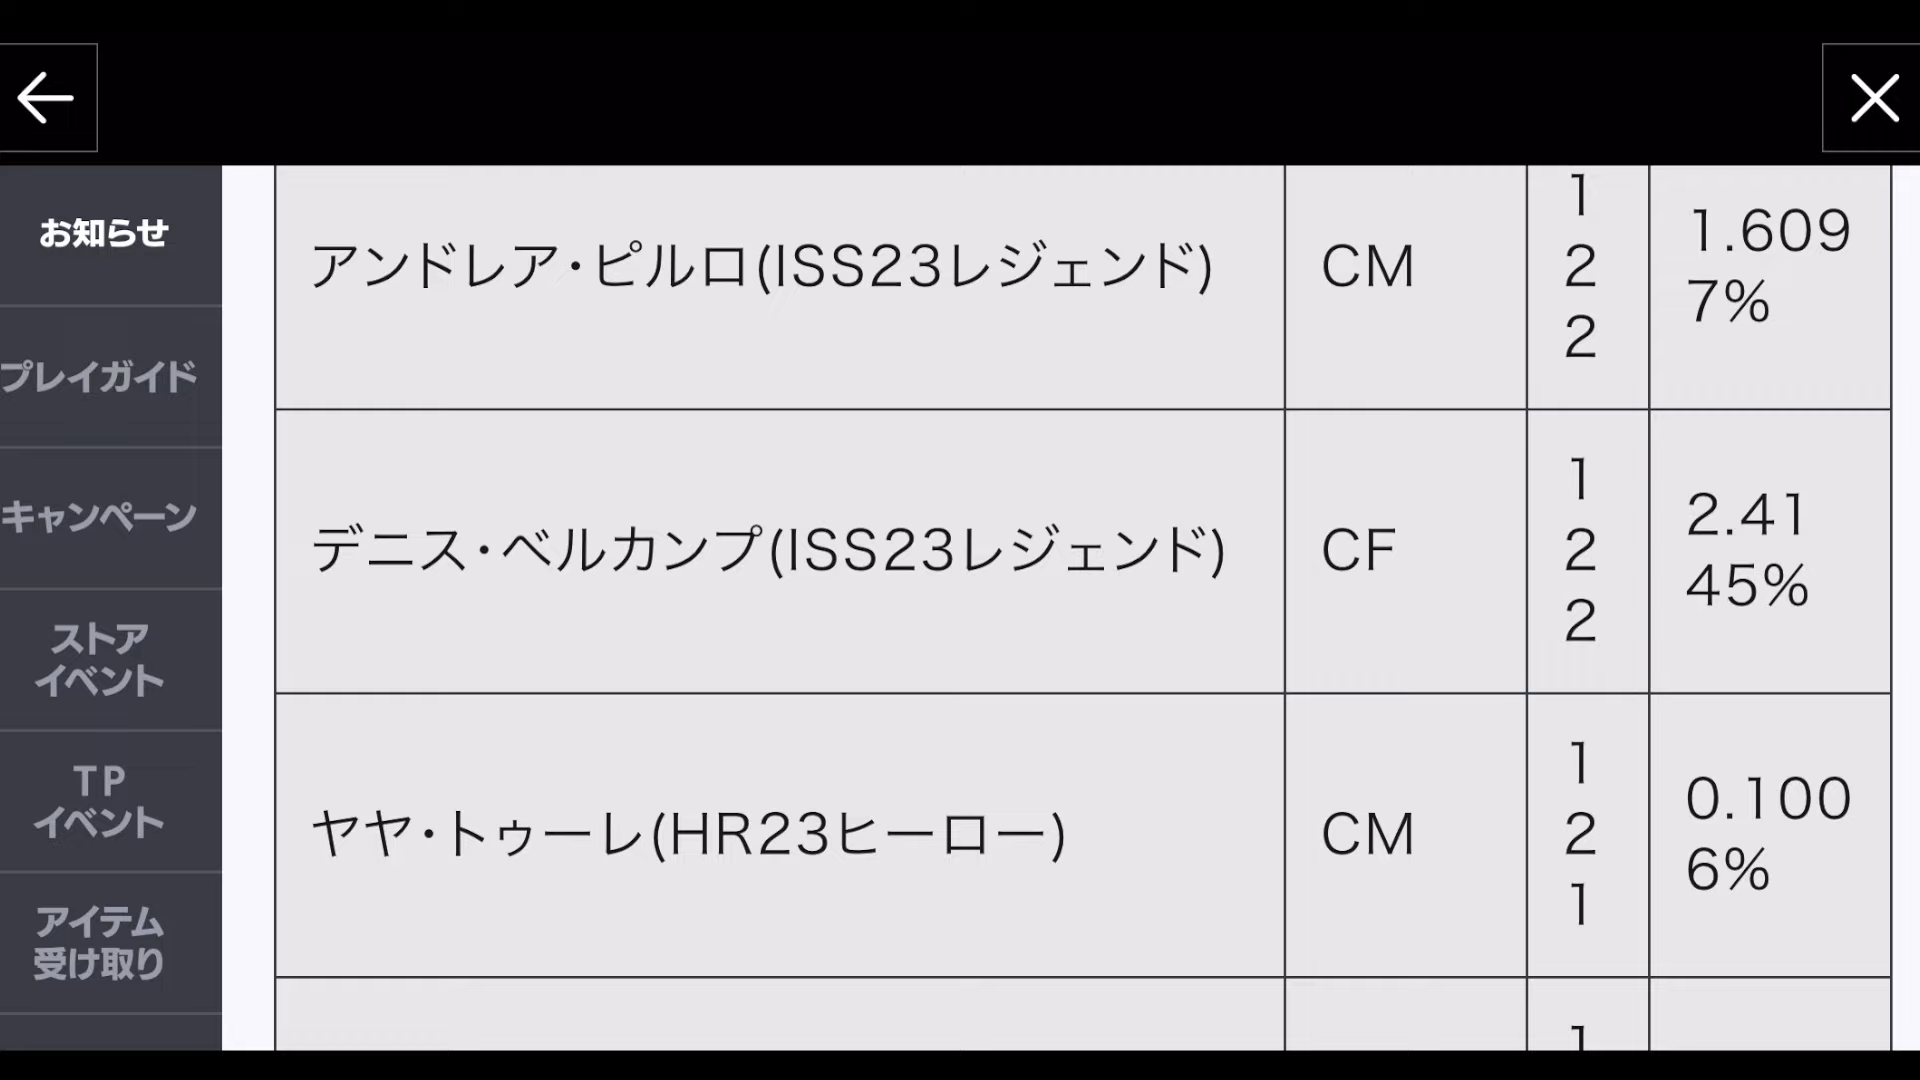 お知らせ
プレイガイド
キャンペーン
ストア
イベント
TP
イベント
アイテム
受け取り
アンドレア・ピルロ(ISS23レジェンド)
CM
1
2
2
1.609
7%
デニス・ベルカンプ(ISS23レジェンド)
CF
1
2
2
2.41
45%
ヤヤ・トゥーレ(HR23ヒーロー)
CM
1
2
1
0.100
6%
1